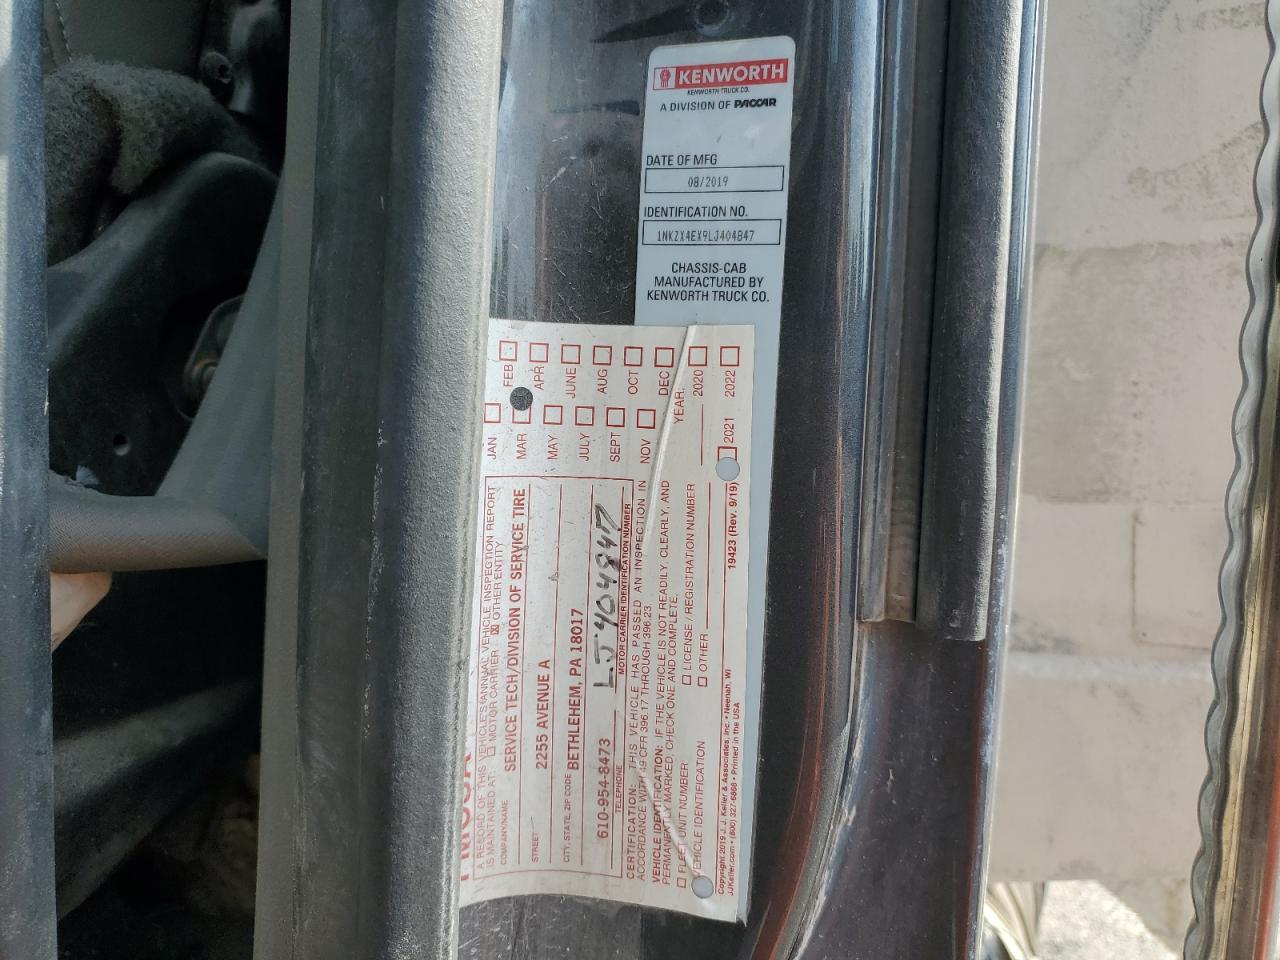 KENWORTH
KENWORTH TRUCK CO.
A DIVISION OF PACCAR
DATE OF MFG
08/2019
IDENTIFICATION NO.
1NKZX4EX9LJ404847
CHASSIS-CAB
MANUFACTURED BY
KENWORTH TRUCK CO.
A RECORD OF THIS VEHICLE'S ANNUAL VEHICLE INSPECTION REPORT
IS MAINTAINED AT: ☐ MOTOR CARRIER ☒ OTHER ENTITY
SERVICE TECH/DIVISION OF SERVICE TIRE
COMPANY NAME
2255 AVENUE A
STREET
BETHLEHEM, PA 18017
CITY, STATE, ZIP CODE
610-954-8473 LJ404847
TELEPHONE MOTOR CARRIER IDENTIFICATION NUMBER
CERTIFICATION: THIS VEHICLE HAS PASSED AN INSPECTION IN
ACCORDANCE WITH 49 CFR 396.17 THROUGH 396.23.
VEHICLE IDENTIFICATION: IF THE VEHICLE IS NOT READILY, CLEARLY, AND
PERMANENTLY MARKED, CHECK ONE AND COMPLETE.
☐ FLEET UNIT NUMBER ☐ LICENSE / REGISTRATION NUMBER
VEHICLE IDENTIFICATION ☐ OTHER
Copyright 2019 J. J. Keller & Associates, Inc. • Neenah, WI
JJKeller.com • (800) 327-6868 • Printed in the USA 19423 (Rev. 9/19)
JAN ☐ FEB ☐
MAR APR ☐
MAY ☐ JUNE ☐
JULY ☐ AUG ☐
SEPT ☐ OCT ☐
NOV ☐ DEC ☐
YEAR:
2020 ☐
2021 ☐ 2022 ☐